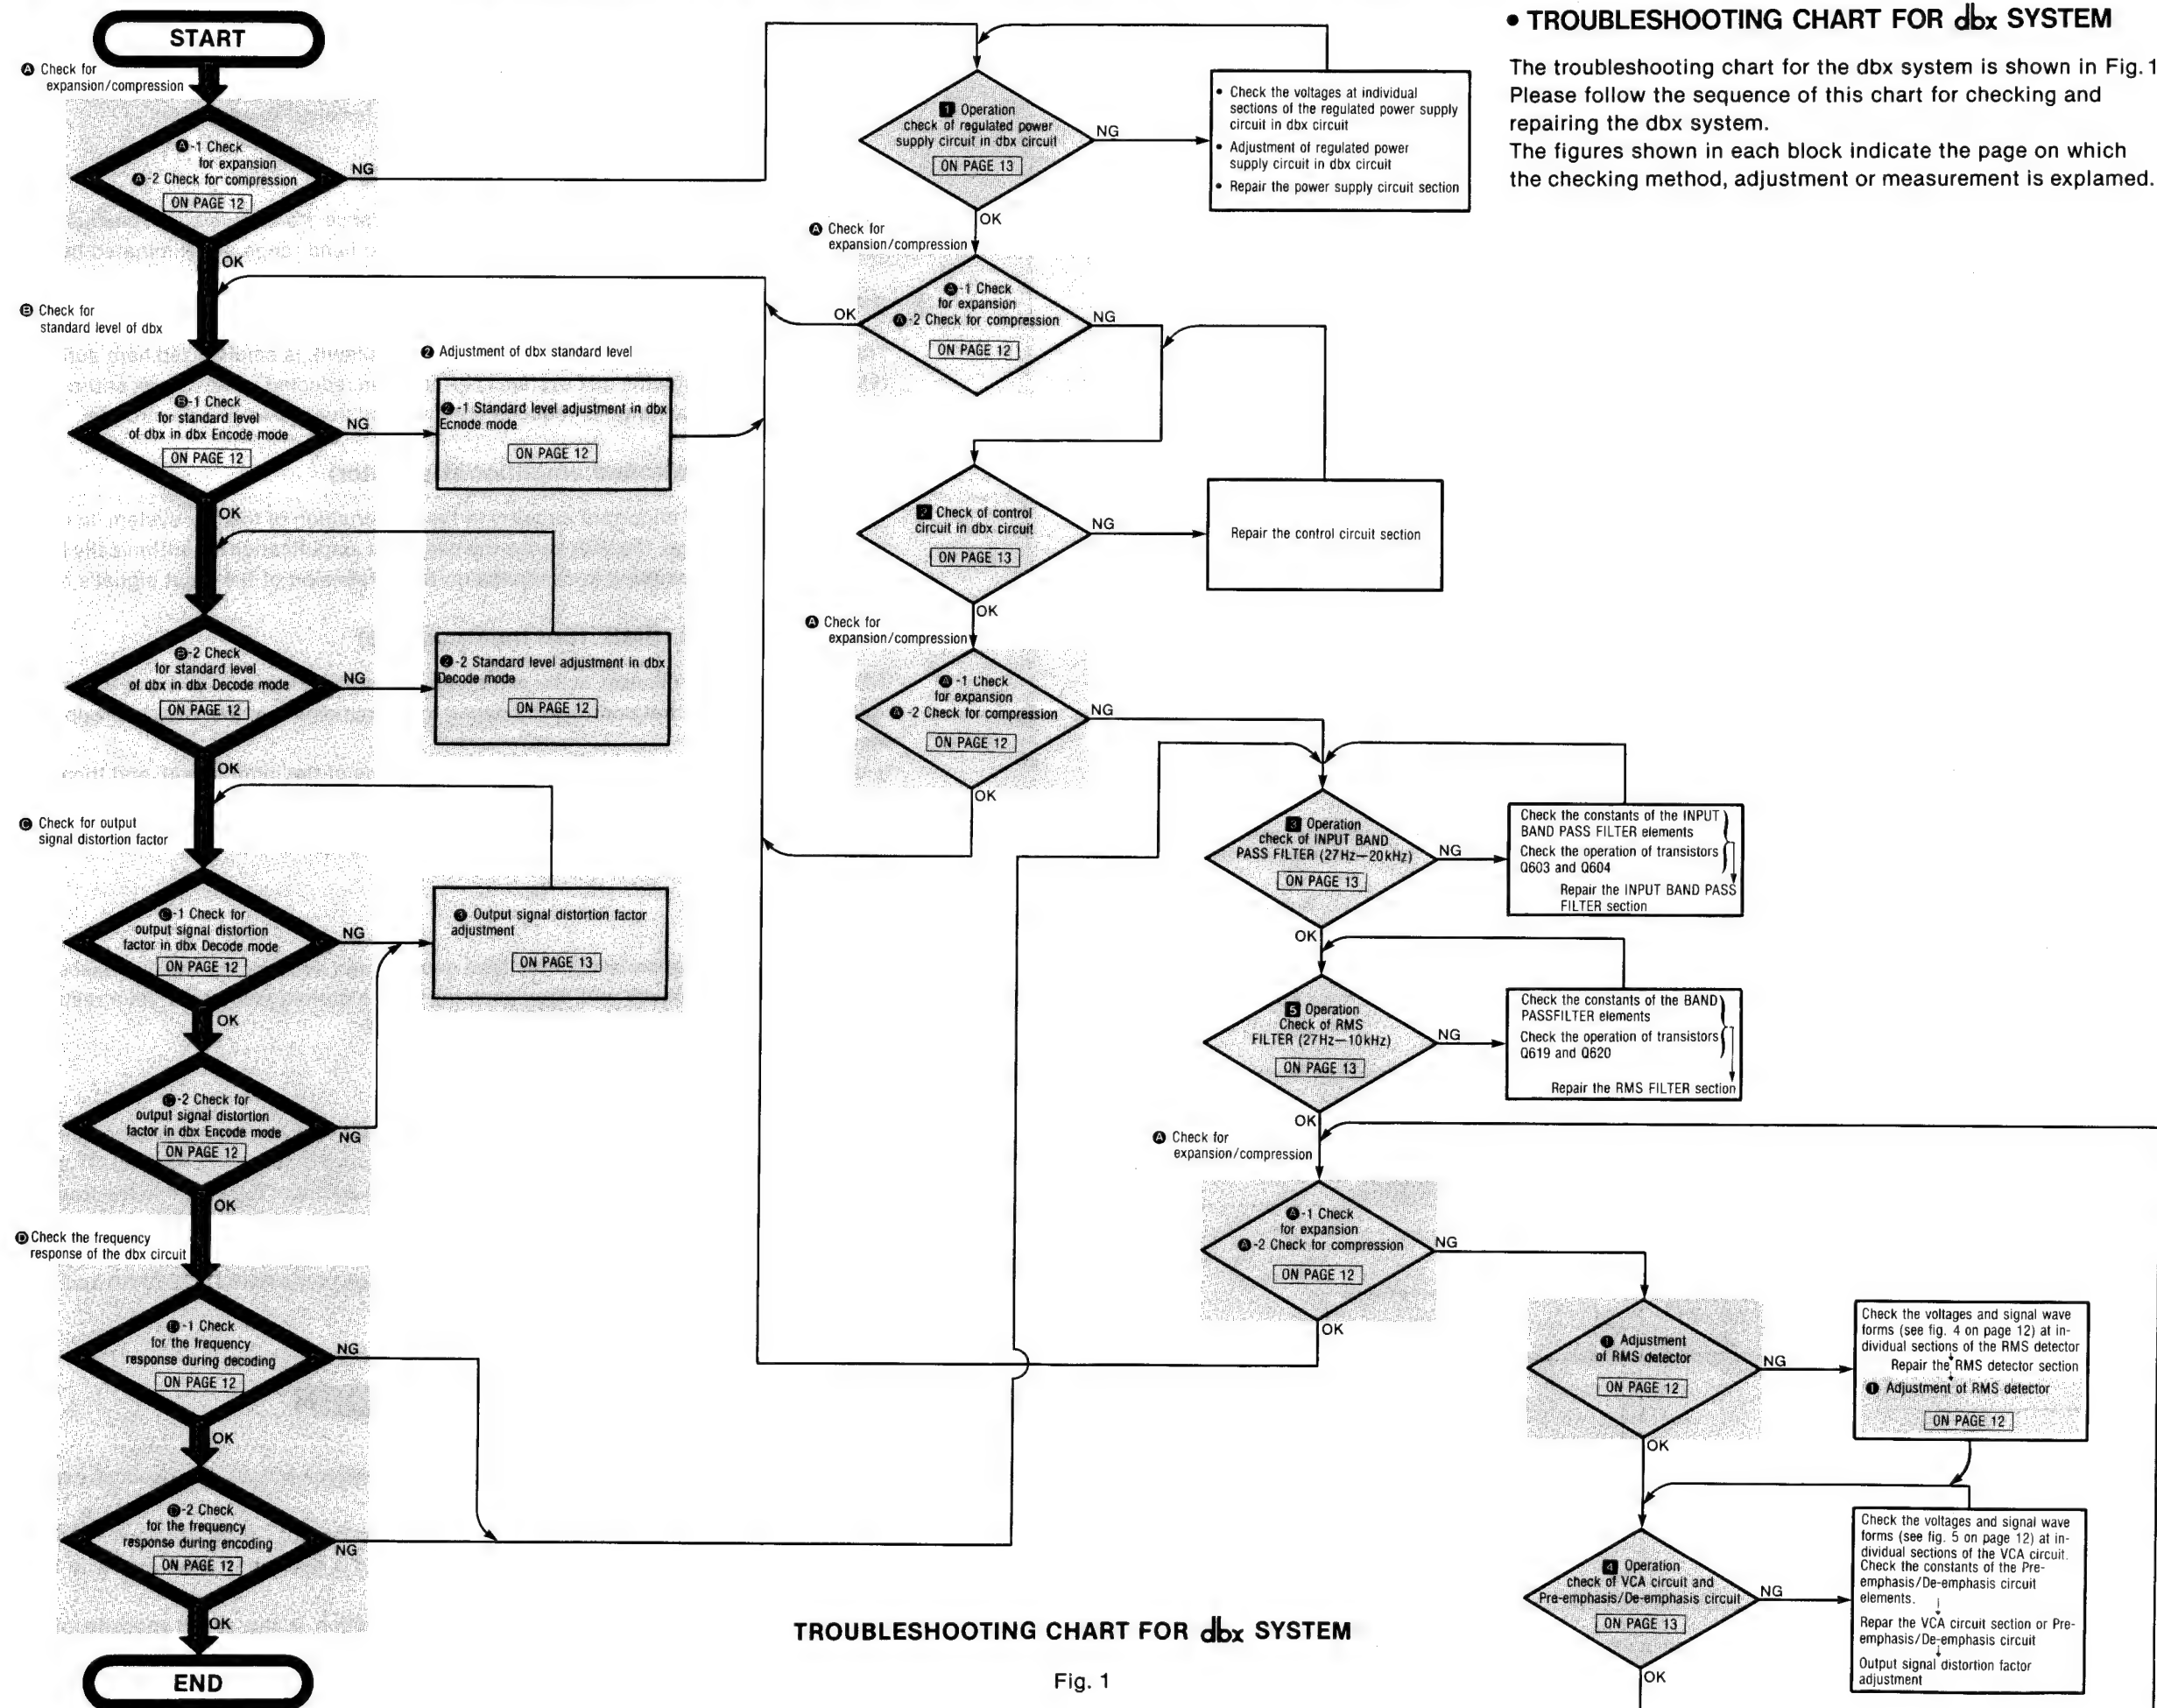 • TROUBLESHOOTING CHART FOR dbx SYSTEM
The troubleshooting chart for the dbx system is shown in Fig. 1
Please follow the sequence of this chart for checking and
repairing the dbx system.
The figures shown in each block indicate the page on which
the checking method, adjustment or measurement is explamed.
START
A Check for
expansion/compression
A-1 Check
for expansion
A-2 Check for compression
ON PAGE 12
NG
OK
B Check for
standard level of dbx
B-1 Check
for standard level
of dbx in dbx Encode mode
ON PAGE 12
NG
OK
2 Adjustment of dbx standard level
2-1 Standard level adjustment in dbx
Ecnode mode
ON PAGE 12
B-2 Check
for standard level
of dbx in dbx Decode mode
ON PAGE 12
NG
OK
2-2 Standard level adjustment in dbx
Decode mode
ON PAGE 12
C Check for output
signal distortion factor
C-1 Check for
output signal distortion
factor in dbx Decode mode
ON PAGE 12
NG
OK
3 Output signal distortion factor
adjustment
ON PAGE 13
C-2 Check for
output signal distortion
factor in dbx Encode mode
ON PAGE 12
NG
OK
D Check the frequency
response of the dbx circuit
D-1 Check
for the frequency
response during decoding
ON PAGE 12
NG
OK
D-2 Check
for the frequency
response during encoding
ON PAGE 12
NG
OK
END
1 Operation
check of regulated power
supply circuit in dbx circuit
ON PAGE 13
NG
OK
• Check the voltages at individual
sections of the regulated power supply
circuit in dbx circuit
• Adjustment of regulated power
supply circuit in dbx circuit
• Repair the power supply circuit section
A Check for
expansion/compression
A-1 Check
for expansion
A-2 Check for compression
ON PAGE 12
OK
NG
2 Check of control
circuit in dbx circuit
ON PAGE 13
NG
OK
Repair the control circuit section
A Check for
expansion/compression
A-1 Check
for expansion
A-2 Check for compression
ON PAGE 12
NG
OK
3 Operation
check of INPUT BAND
PASS FILTER (27Hz—20kHz)
ON PAGE 13
NG
OK
Check the constants of the INPUT
BAND PASS FILTER elements
Check the operation of transistors
Q603 and Q604
Repair the INPUT BAND PASS
FILTER section
5 Operation
Check of RMS
FILTER (27Hz—10kHz)
ON PAGE 13
NG
OK
Check the constants of the BAND
PASSFILTER elements
Check the operation of transistors
Q619 and Q620
Repair the RMS FILTER section
A Check for
expansion/compression
A-1 Check
for expansion
A-2 Check for compression
ON PAGE 12
NG
OK
1 Adjustment
of RMS detector
ON PAGE 12
NG
OK
Check the voltages and signal wave
forms (see fig. 4 on page 12) at in-
dividual sections of the RMS detector
Repair the RMS detector section
1 Adjustment of RMS detector
ON PAGE 12
4 Operation
check of VCA circuit and
Pre-emphasis/De-emphasis circuit
ON PAGE 13
NG
OK
Check the voltages and signal wave
forms (see fig. 5 on page 12) at in-
dividual sections of the VCA circuit.
Check the constants of the Pre-
emphasis/De-emphasis circuit
elements.
Repar the VCA circuit section or Pre-
emphasis/De-emphasis circuit
Output signal distortion factor
adjustment
TROUBLESHOOTING CHART FOR dbx SYSTEM
Fig. 1